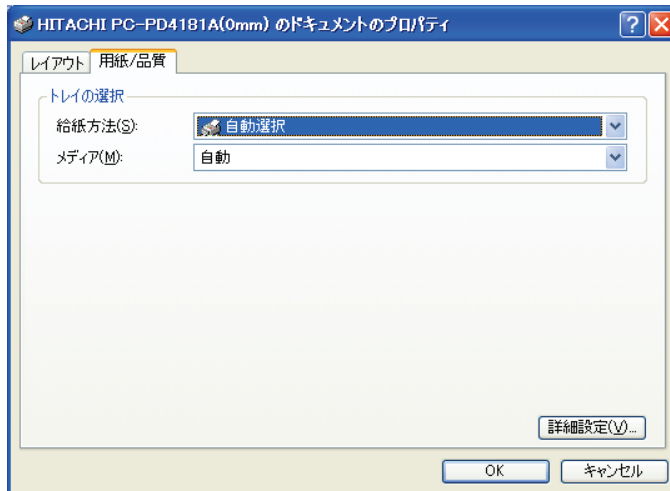 HITACHI PC-PD4181A(0mm) のドキュメントのプロパティ
レイアウト 用紙/品質
トレイの選択
給紙方法(S): 自動選択
メディア(M): 自動
詳細設定(V)...
OK キャンセル